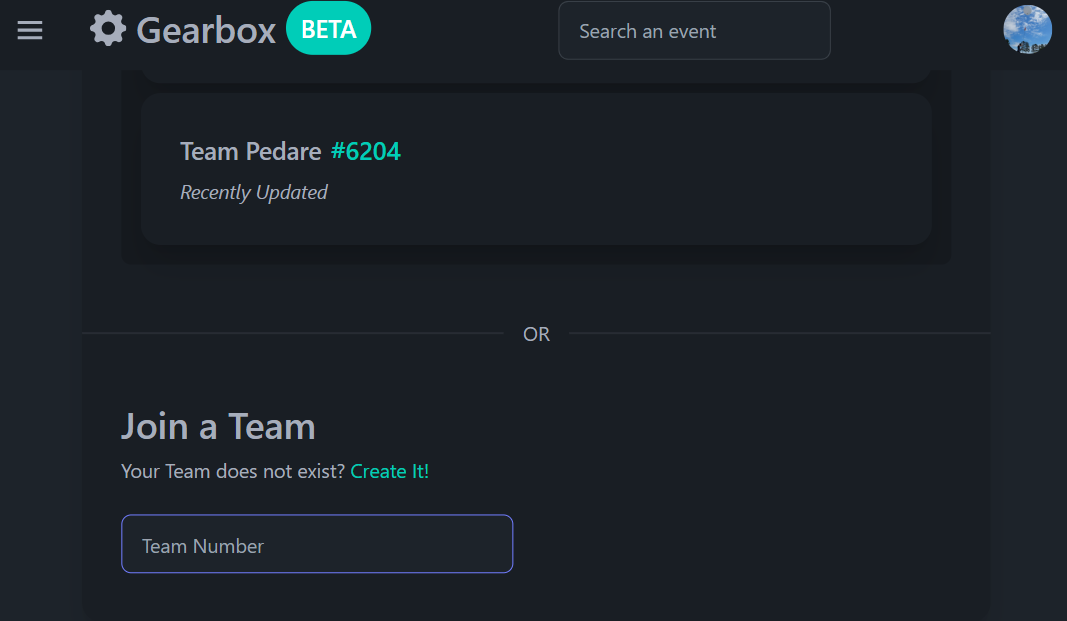 Gearbox BETA
Search an event
Team Pedare #6204
Recently Updated
OR
Join a Team
Your Team does not exist? Create It!
Team Number